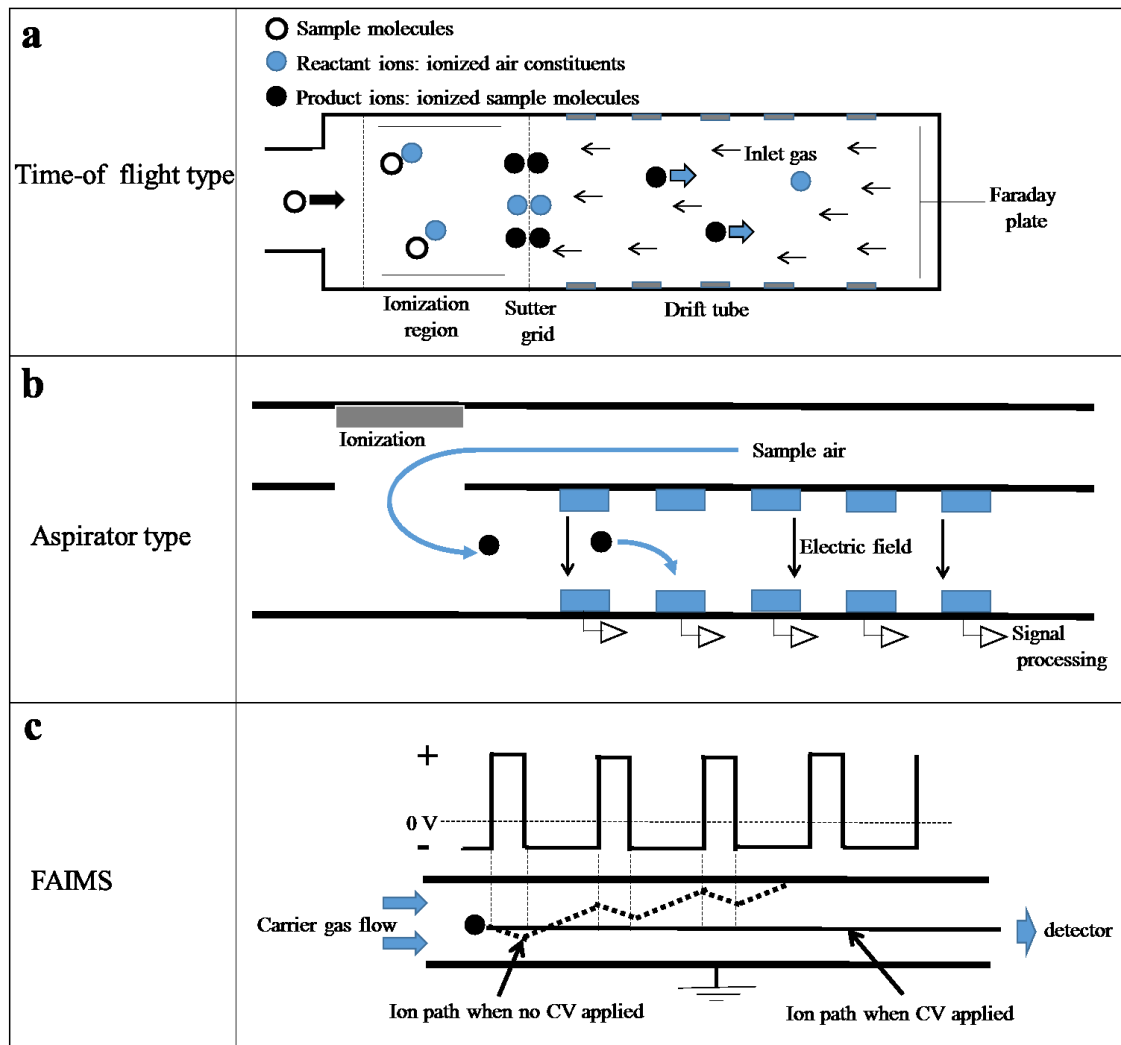 a
Sample molecules
Reactant ions: ionized air constituents
Product ions: ionized sample molecules
Time-of flight type
Inlet gas
Faraday
plate
Ionization
region
Sutter
grid
Drift tube
b
Ionization
Sample air
Aspirator type
Electric field
Signal
processing
c
+
0 V
-
FAIMS
Carrier gas flow
detector
Ion path when no CV applied
Ion path when CV applied